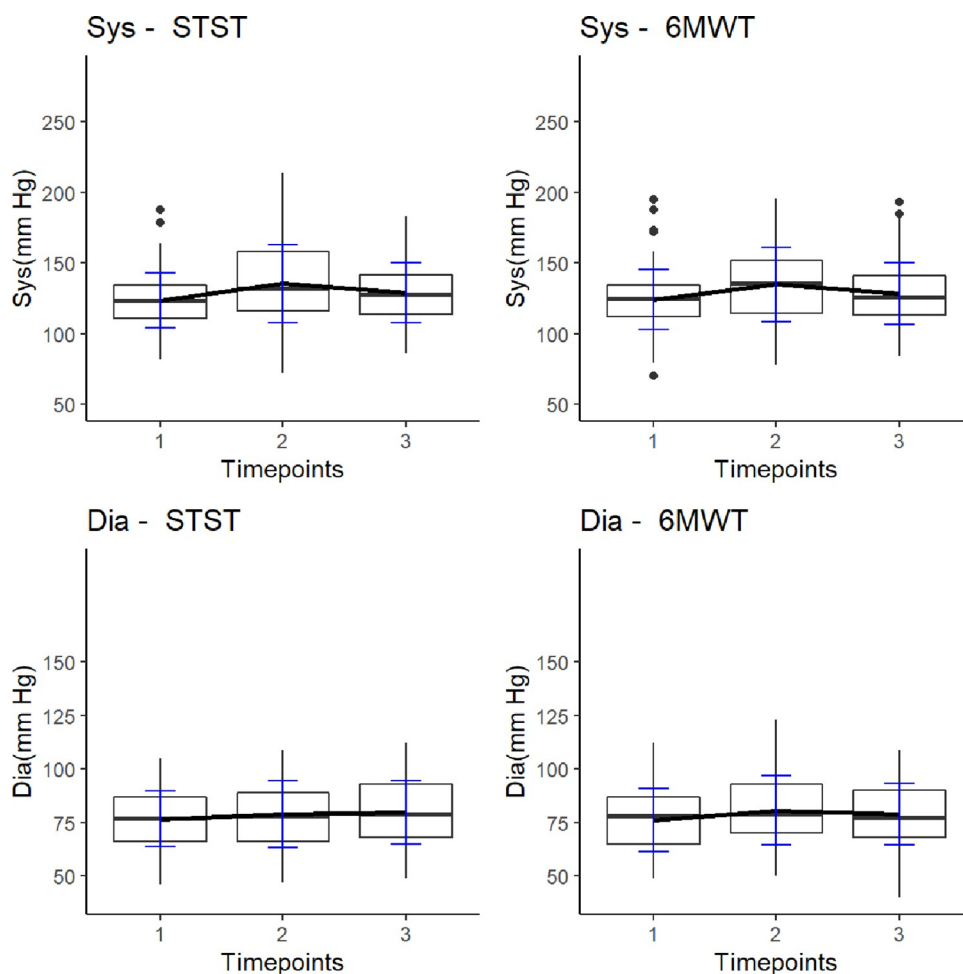 Sys - STST
Sys(mm Hg)
250
200
150
100
50
1 2 3
Timepoints
Sys - 6MWT
Sys(mm Hg)
250
200
150
100
50
1 2 3
Timepoints
Dia - STST
Dia(mm Hg)
150
125
100
75
50
1 2 3
Timepoints
Dia - 6MWT
Dia(mm Hg)
150
125
100
75
50
1 2 3
Timepoints